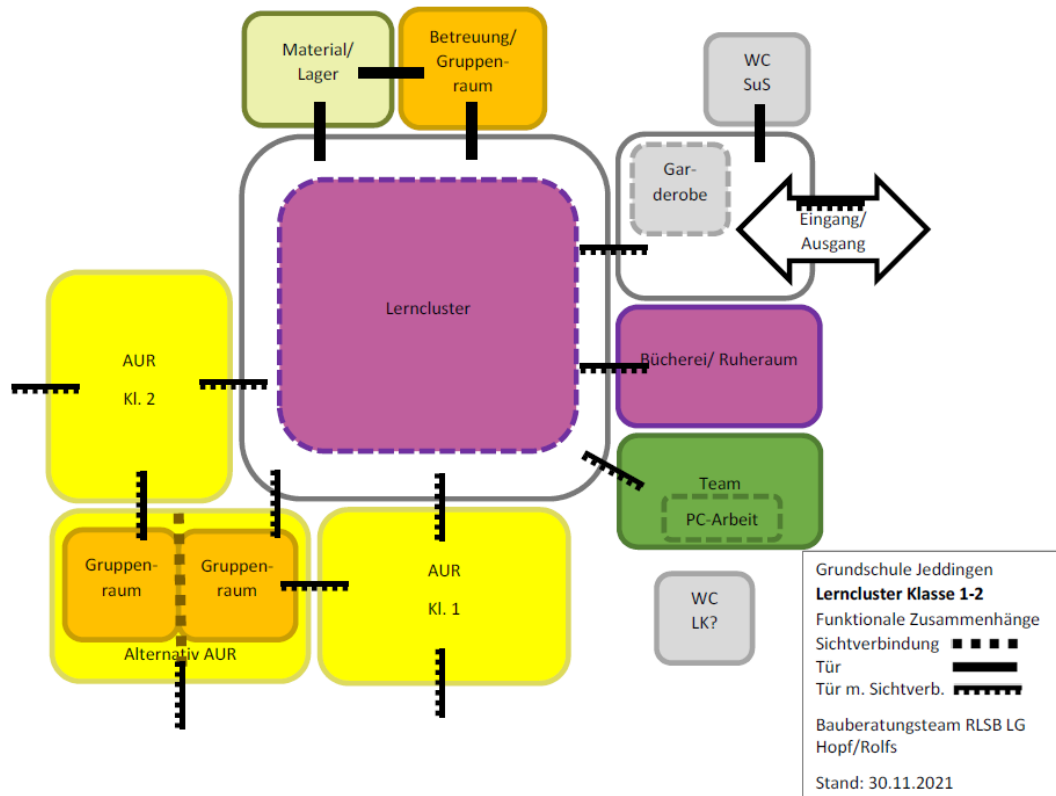 Material/
Lager
Betreuung/
Gruppen-
raum
WC
SuS
Gar-
derobe
Eingang/
Ausgang
Lerncluster
Bücherei/ Ruheraum
AUR
Kl. 2
Team
PC-Arbeit
Gruppen-
raum
Gruppen-
raum
Alternativ AUR
AUR
Kl. 1
WC
LK?
Grundschule Jeddingen
Lerncluster Klasse 1-2
Funktionale Zusammenhänge
Sichtverbindung
Tür
Tür m. Sichtverb.
Bauberatungsteam RLSB LG
Hopf/Rolfs
Stand: 30.11.2021